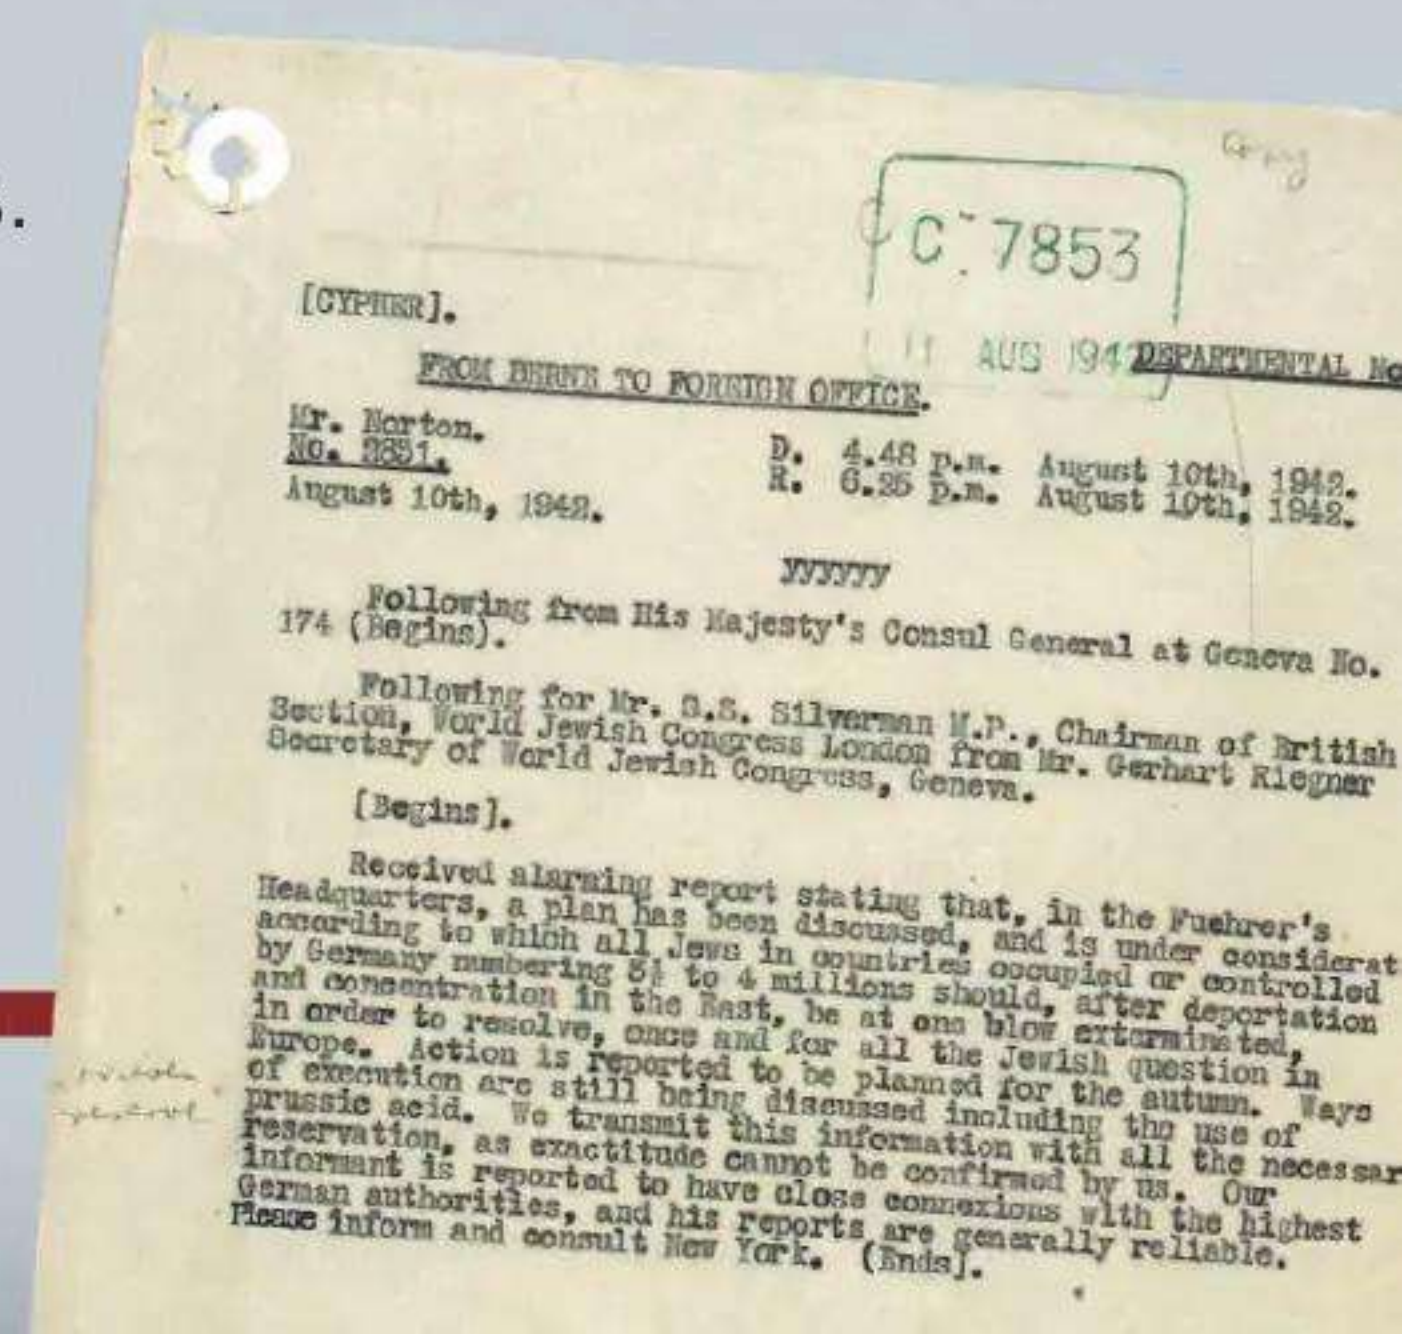 C 7853
11 AUG 1942
[CYPHER].
DEPARTMENTAL No
FROM BERNE TO FOREIGN OFFICE.
Mr. Norton.
No. 2831.
D. 4.48 p.m. August 10th, 1942.
R. 6.25 p.m. August 10th, 1942.
August 10th, 1942.
yyyyyy
Following from His Majesty's Consul General at Geneva No.
174 (Begins).
Following for Mr. S.S. Silverman M.P., Chairman of British
Section, World Jewish Congress London from Mr. Gerhart Riegner
Secretary of World Jewish Congress, Geneva.
[Begins].
Received alarming report stating that, in the Fuehrer's
Headquarters, a plan has been discussed, and is under considerat
according to which all Jews in countries occupied or controlled
by Germany numbering 3½ to 4 millions should, after deportation
and concentration in the East, be at one blow exterminated,
in order to resolve, once and for all the Jewish question in
Europe. Action is reported to be planned for the autumn. Ways
of execution are still being discussed including the use of
prussic acid. We transmit this information with all the necessar
reservation, as exactitude cannot be confirmed by us. Our
informant is reported to have close connexions with the highest
German authorities, and his reports are generally reliable.
Please inform and consult New York. (Ends].